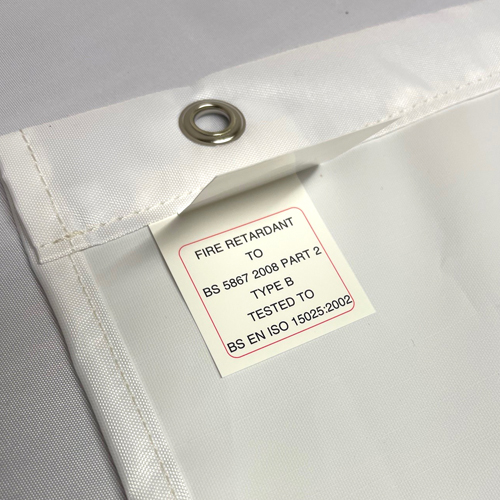 FIRE RETARDANT
TO
BS 5867 2008 PART 2
TYPE B
TESTED TO
BS EN ISO 15025:2002